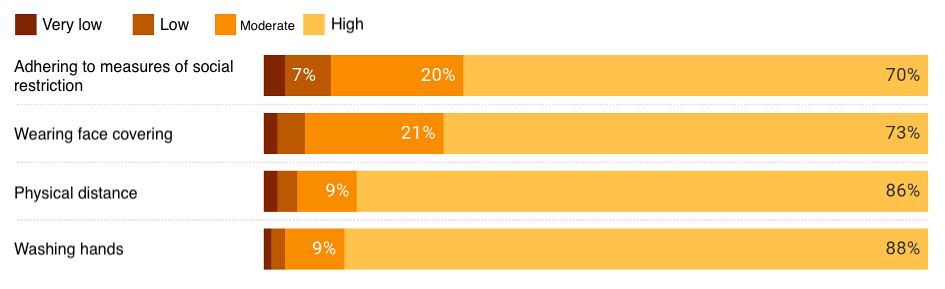 Very low Low Moderate High
Adhering to measures of social
restriction
7% 20% 70%
Wearing face covering 21% 73%
Physical distance 9% 86%
Washing hands 9% 88%